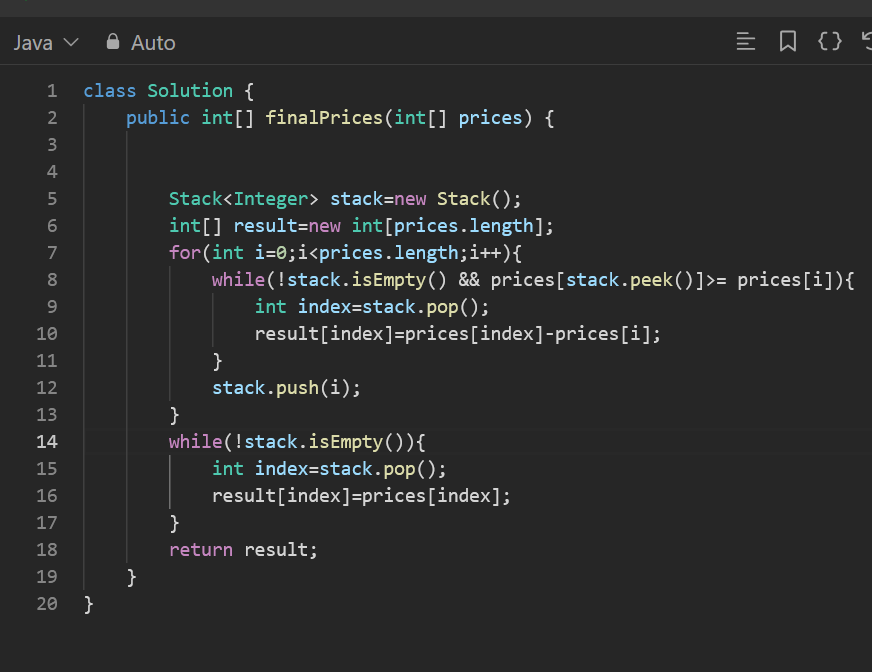 Java Auto
1 class Solution {
2 public int[] finalPrices(int[] prices) {
3
4
5 Stack<Integer> stack=new Stack();
6 int[] result=new int[prices.length];
7 for(int i=0;i<prices.length;i++){
8 while(!stack.isEmpty() && prices[stack.peek()]>= prices[i]){
9 int index=stack.pop();
10 result[index]=prices[index]-prices[i];
11 }
12 stack.push(i);
13 }
14 while(!stack.isEmpty()){
15 int index=stack.pop();
16 result[index]=prices[index];
17 }
18 return result;
19 }
20 }